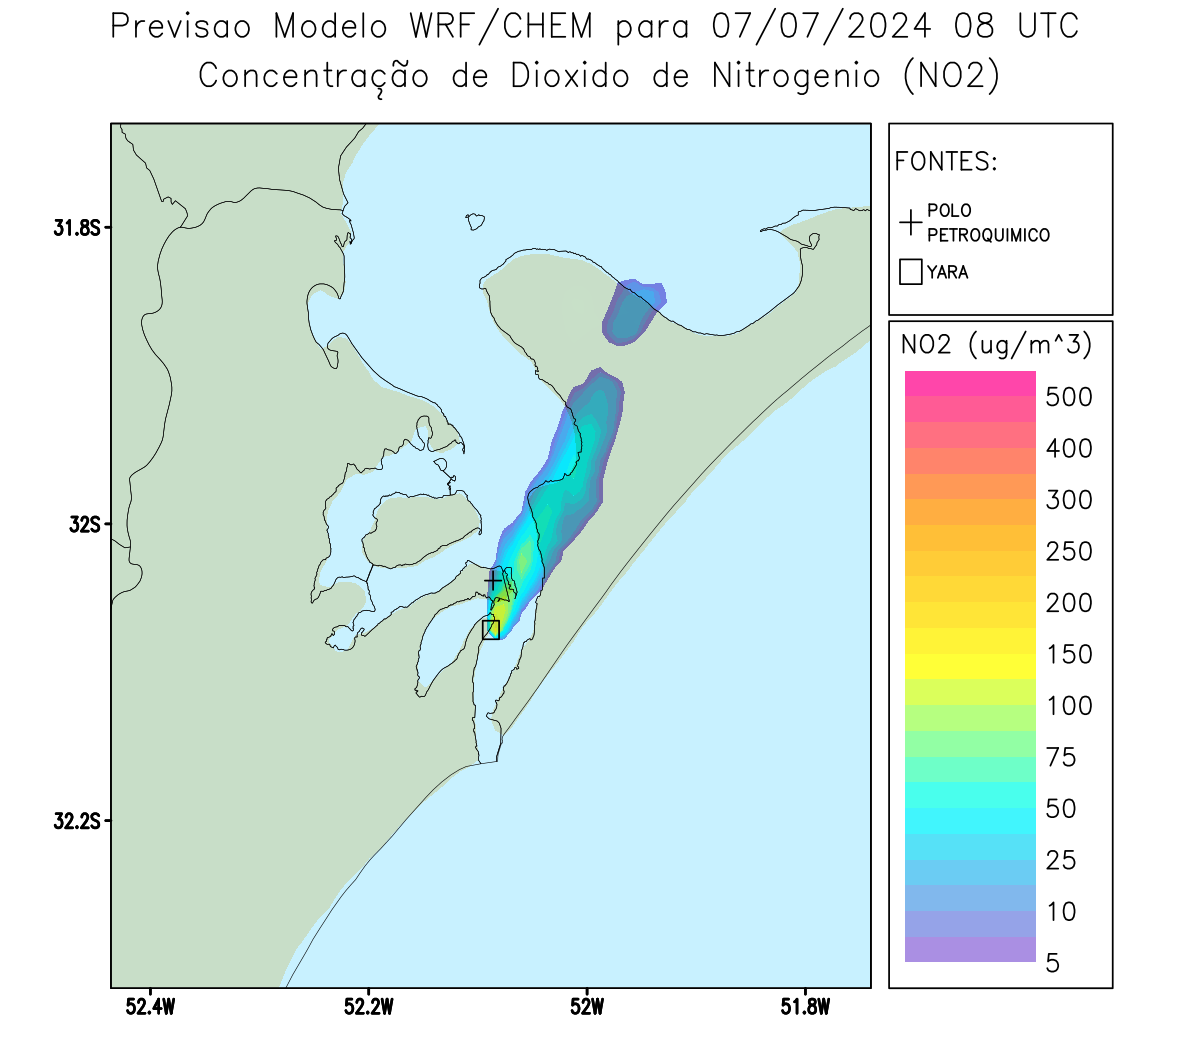 Previsao Modelo WRF/CHEM para 07/07/2024 08 UTC
Concentração de Dioxido de Nitrogenio (NO2)
FONTES:
POLO
PETROQUIMICO
YARA
31.8S
32S
32.2S
52.4W
52.2W
52W
51.8W
NO2 (ug/m^3)
500
400
300
250
200
150
100
75
50
25
10
5